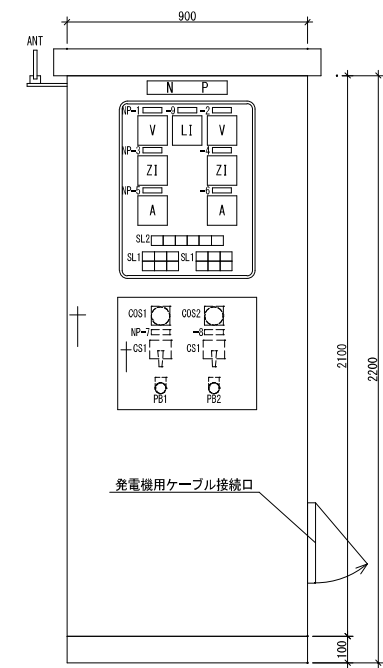 900
ANT
N P
NP-1 -9 -2
V LI V
NP-3 -4
ZI ZI
NP-5 -6
A A
SL2
SL1 SL1
COS1 COS2
NP-7 -8
CS1 CS1
PB1 PB2
発電機用ケーブル接続口
2100
2200
100